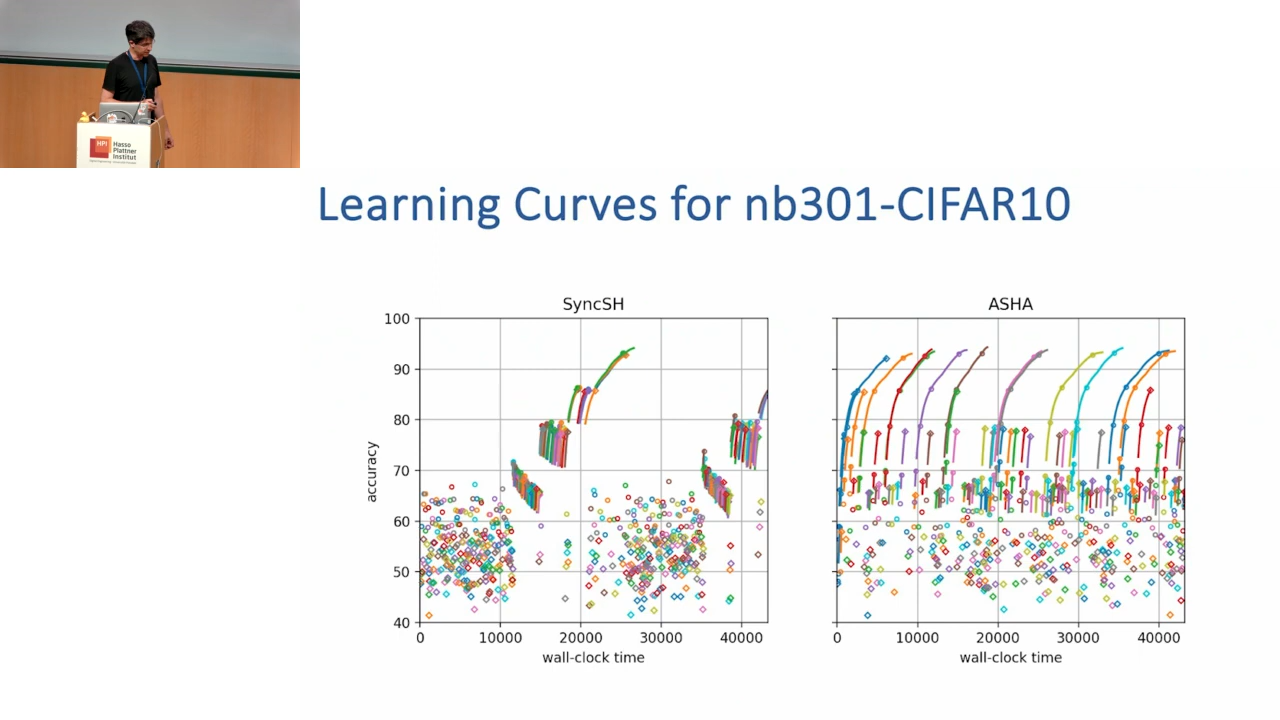 HPI Hasso
Plattner
Institut
Learning Curves for nb301-CIFAR10
SyncSH
ASHA
accuracy
100
90
80
70
60
50
40
0 10000 20000 30000 40000
0 10000 20000 30000 40000
wall-clock time
wall-clock time